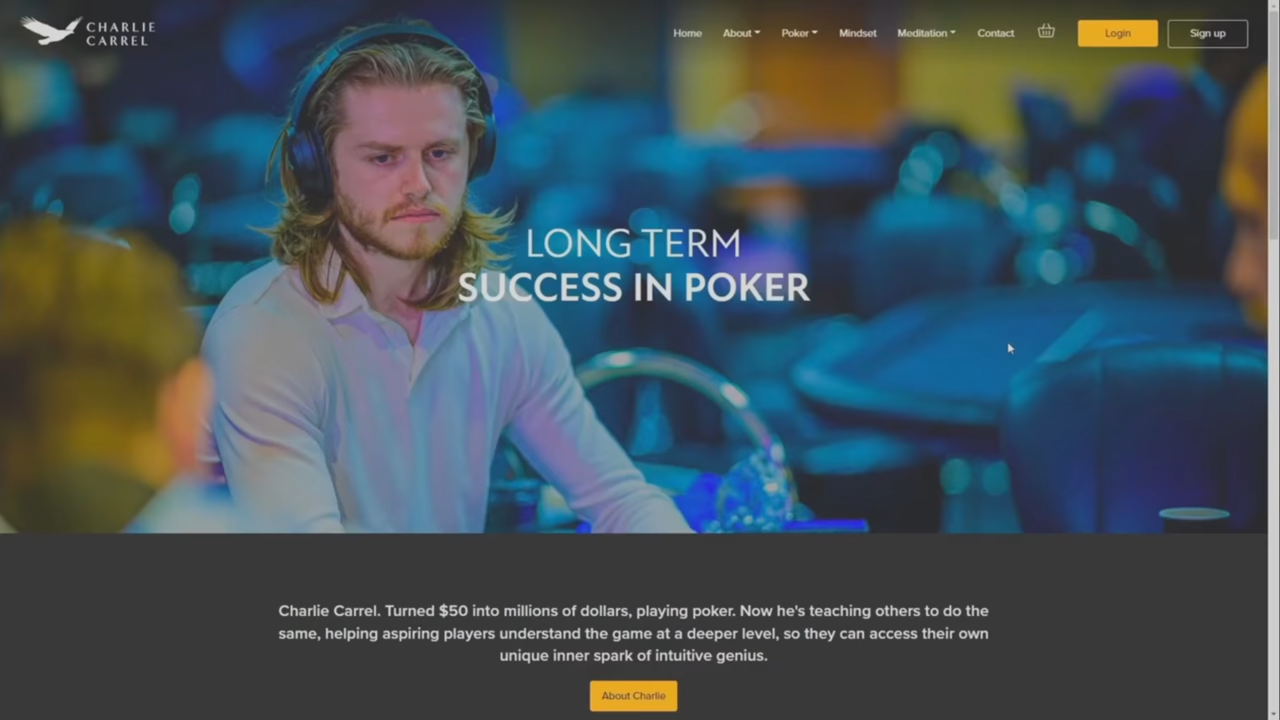 CHARLIE
CARREL
Home About Poker Mindset Meditation Contact Login Sign up
LONG TERM
SUCCESS IN POKER
Charlie Carrel. Turned $50 into millions of dollars, playing poker. Now he's teaching others to do the
same, helping aspiring players understand the game at a deeper level, so they can access their own
unique inner spark of intuitive genius.
About Charlie